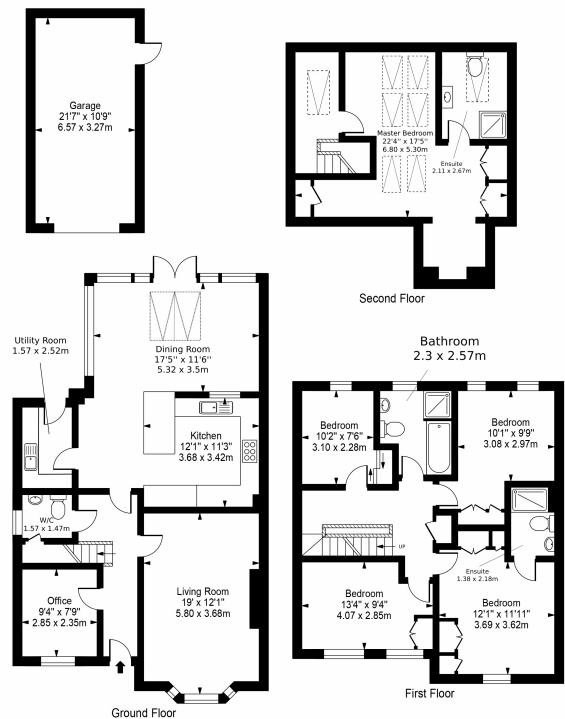 Garage
21'7" x 10'9"
6.57 x 3.27m
Master Bedroom
22'4" x 17'5"
6.80 x 5.30m
Ensuite
2.11 x 2.67m
Second Floor
Utility Room
1.57 x 2.52m
Dining Room
17'5" x 11'6"
5.32 x 3.5m
Kitchen
12'1" x 11'3"
3.68 x 3.42m
W/C
1.57 x 1.47m
Office
9'4" x 7'9"
2.85 x 2.35m
Living Room
19' x 12'1"
5.80 x 3.68m
Ground Floor
Bathroom
2.3 x 2.57m
Bedroom
10'2" x 7'6"
3.10 x 2.28m
Bedroom
10'1" x 9'9"
3.08 x 2.97m
UP
Ensuite
1.38 x 2.18m
Bedroom
13'4" x 9'4"
4.07 x 2.85m
Bedroom
12'1" x 11'11"
3.69 x 3.62m
First Floor